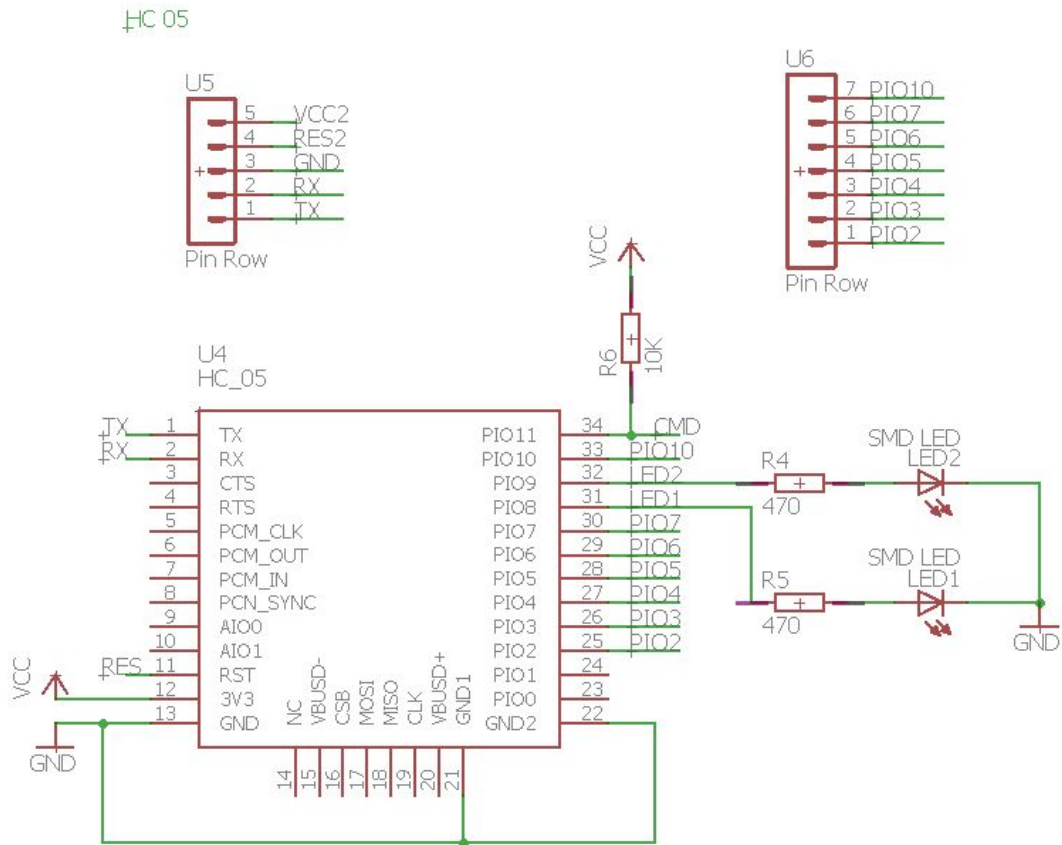 HC 05
U5
5 VCC2
4 RES2
3 GND
2 RX
1 TX
Pin Row
U6
7 PIO10
6 PIO7
5 PIO6
4 PIO5
3 PIO4
2 PIO3
1 PIO2
Pin Row
VCC
R6
10K
U4
HC_05
TX 1 TX
RX 2 RX
3 CTS
4 RTS
5 PCM_CLK
6 PCM_OUT
7 PCM_IN
8 PCN_SYNC
9 AIO0
10 AIO1
RES 11 RST
12 3V3
13 GND
VCC
GND
PIO11 34 CMD
PIO10 33 PIO10
PIO9 32 LED2
PIO8 31 LED1
PIO7 30 PIO7
PIO6 29 PIO6
PIO5 28 PIO5
PIO4 27 PIO4
PIO3 26 PIO3
PIO2 25 PIO2
PIO1 24
PIO0 23
GND2 22
NC 14
VBUSD- 15
CSB 16
MOSI 17
MISO 18
CLK 19
VBUSD+ 20
GND1 21
R4
470
SMD LED
LED2
R5
470
SMD LED
LED1
GND